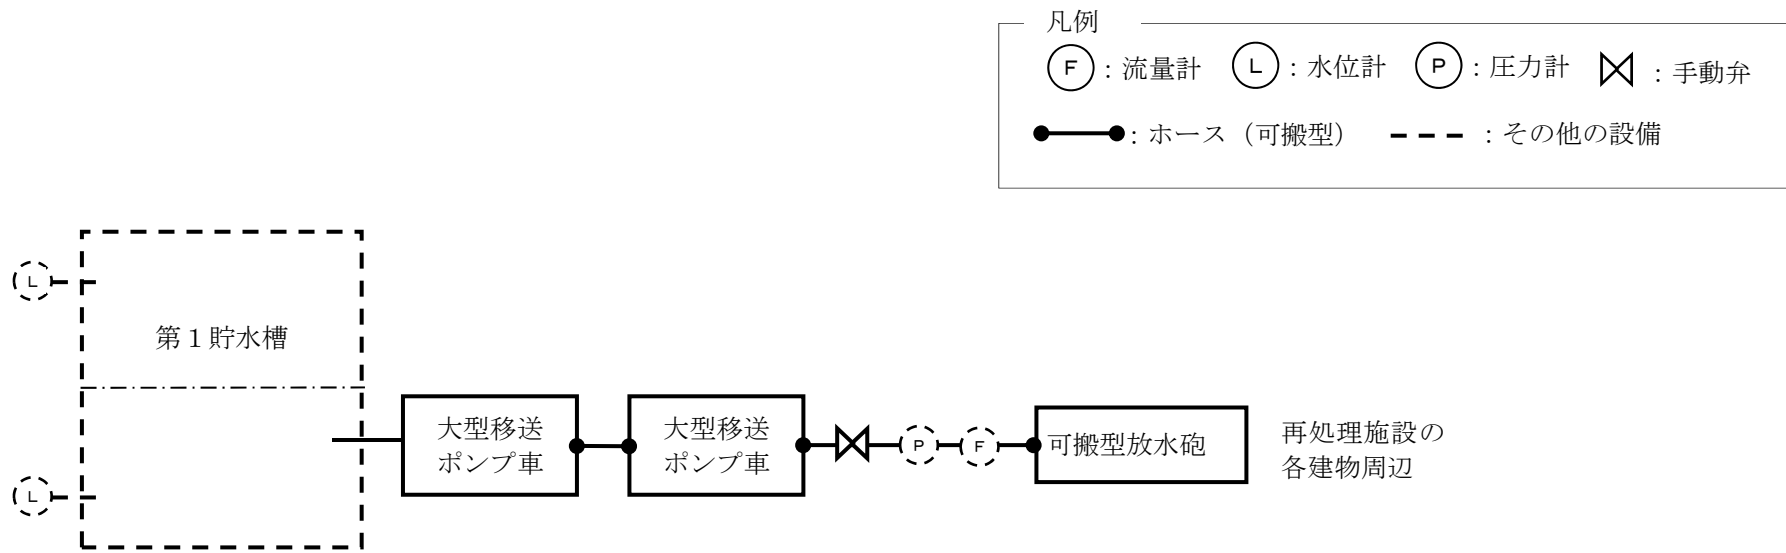 凡例
F : 流量計 L : 水位計 P : 圧力計 : 手動弁
: ホース（可搬型） : その他の設備
L
第１貯水槽
大型移送
ポンプ車
大型移送
ポンプ車
P
F
可搬型放水砲
再処理施設の
各建物周辺
L